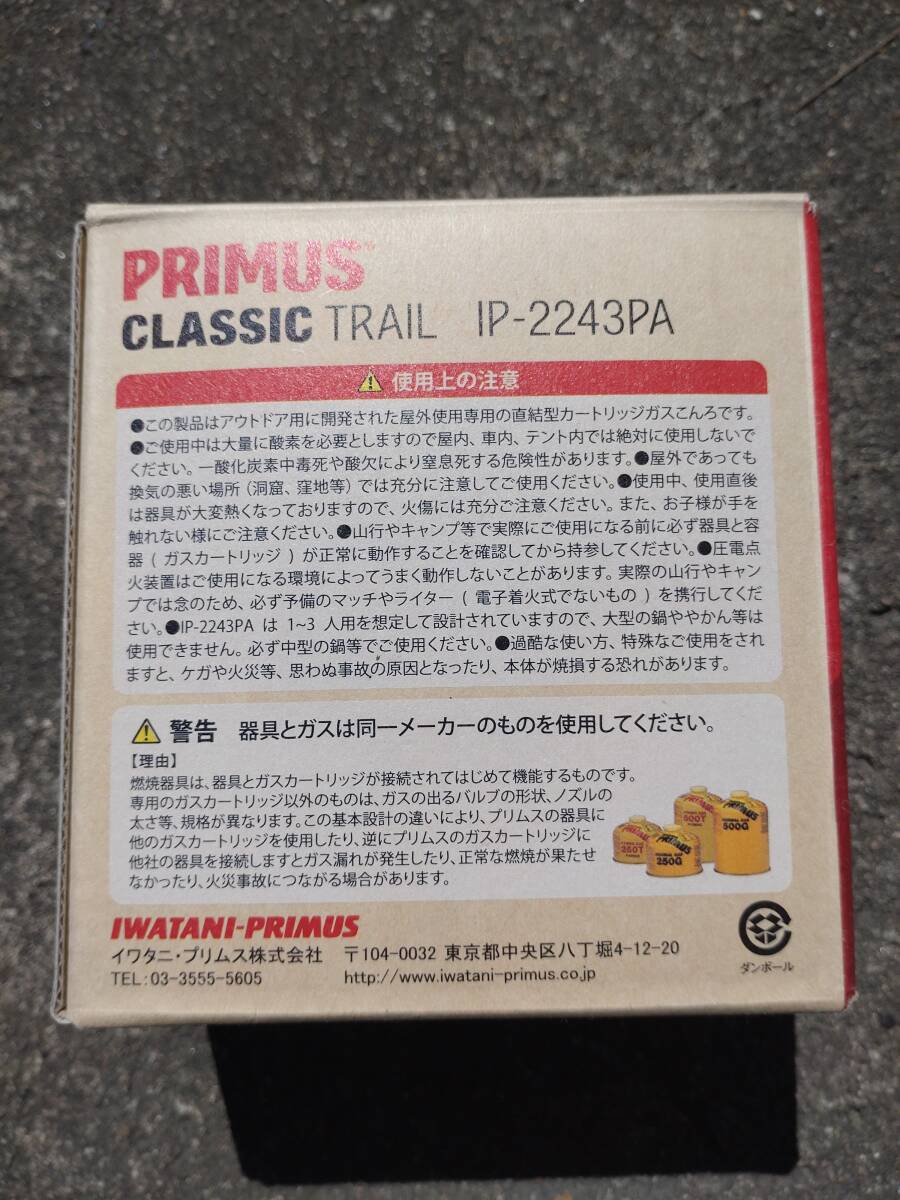 PRIMUS
CLASSIC TRAIL IP-2243PA
使用上の注意
●この製品はアウトドア用に開発された屋外使用専用の直結型カートリッジガスこんろです。
●ご使用中は大量に酸素を必要としますので屋内、車内、テント内では絶対に使用しないで
ください。一酸化炭素中毒死や酸欠により窒息死する危険性があります。●屋外であっても
換気の悪い場所（洞窟、窪地等）では充分に注意してご使用ください。●使用中、使用直後
は器具が大変熱くなっておりますので、火傷には充分ご注意ください。また、お子様が手を
触れない様にご注意ください。●山行やキャンプ等で実際にご使用になる前に必ず器具と容
器（ガスカートリッジ）が正常に動作することを確認してから持参してください。●圧電点
火装置はご使用になる環境によってうまく動作しないことがあります。実際の山行やキャン
プでは念のため、必ず予備のマッチやライター（電子着火式でないもの）を携行してくだ
さい。●IP-2243PA は 1~3 人用を想定して設計されていますので、大型の鍋ややかん等は
使用できません。必ず中型の鍋等でご使用ください。●過酷な使い方、特殊なご使用をされ
ますと、ケガや火災等、思わぬ事故の原因となったり、本体が焼損する恐れがあります。
警告 器具とガスは同一メーカーのものを使用してください。
【理由】
燃焼器具は、器具とガスカートリッジが接続されてはじめて機能するものです。
専用のガスカートリッジ以外のものは、ガスの出るバルブの形状、ノズルの
太さ等、規格が異なります。この基本設計の違いにより、プリムスの器具に
他のガスカートリッジを使用したり、逆にプリムスのガスカートリッジに
他社の器具を接続しますとガス漏れが発生したり、正常な燃焼が果たせ
なかったり、火災事故につながる場合があります。
PRIMUS
500T
PRIMUS
500G
250T
PRIMUS
250G
IWATANI-PRIMUS
イワタニ・プリムス株式会社 〒104-0032 東京都中央区八丁堀4-12-20
TEL：03-3555-5605 http://www.iwatani-primus.co.jp
ダンボール